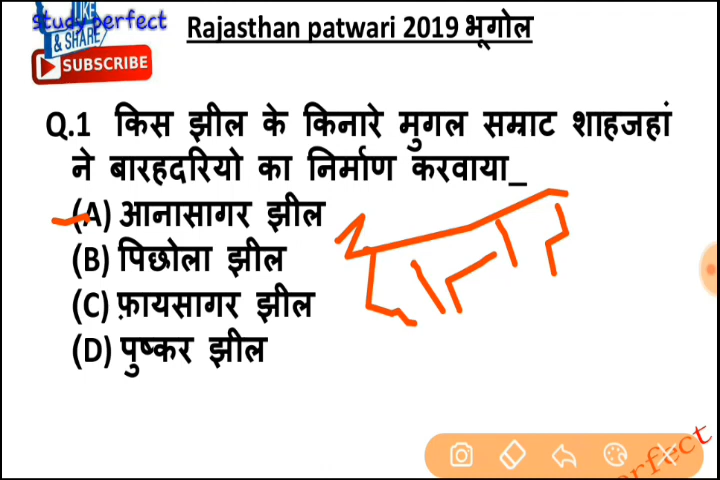 LIKE
study perfect
& SHARE
SUBSCRIBE
Rajasthan patwari 2019 भूगोल
Q.1 किस झील के किनारे मुगल सम्राट शाहजहां
ने बारहदरियो का निर्माण करवाया_
(A) आनासागर झील
(B) पिछोला झील
(C) फ़ायसागर झील
(D) पुष्कर झील